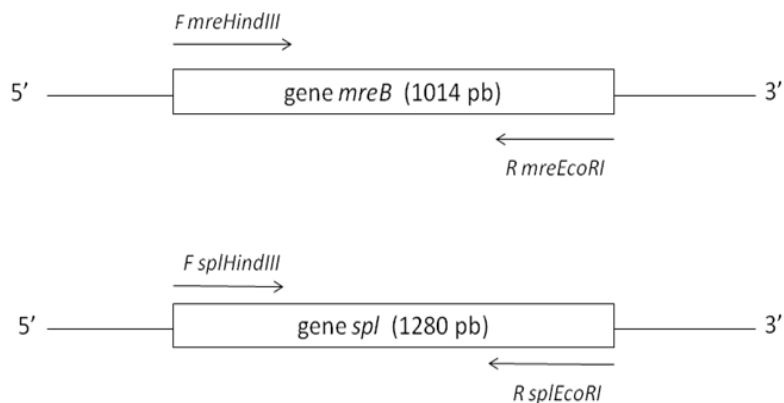 F mreHindIII
5’ gene mreB (1014 pb) 3’
R mreEcoRI
F splHindIII
5’ gene spl (1280 pb) 3’
R splEcoRI